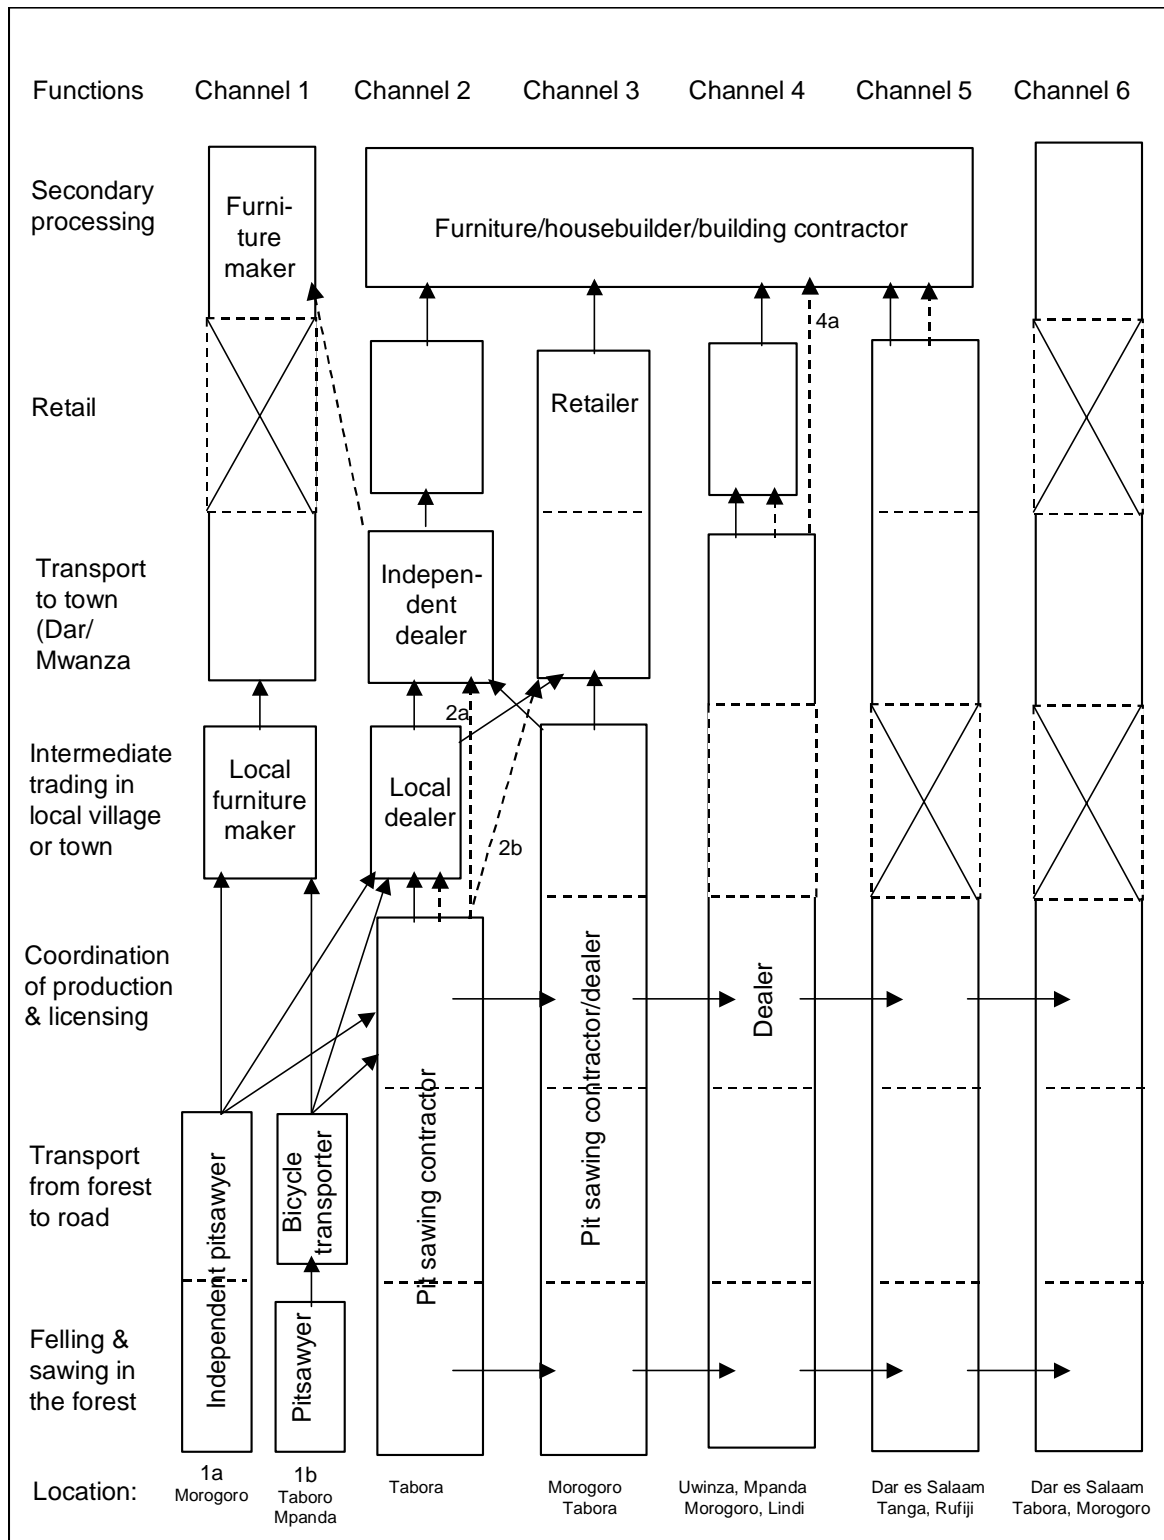 Functions
Channel 1
Channel 2
Channel 3
Channel 4
Channel 5
Channel 6
Secondary
processing
Furni-
ture
maker
Furniture/housebuilder/building contractor
4a
Retail
Retailer
Transport
to town
(Dar/
Mwanza
Indepen-
dent
dealer
2a
Intermediate
trading in
local village
or town
Local
furniture
maker
Local
dealer
2b
Coordination
of production
& licensing
Pit sawing contractor
Pit sawing contractor/dealer
Dealer
Transport
from forest
to road
Independent pitsawyer
Bicycle
transporter
Felling &
sawing in
the forest
Pitsawyer
Location:
1a
Morogoro
1b
Taboro
Mpanda
Tabora
Morogoro
Tabora
Uwinza, Mpanda
Morogoro, Lindi
Dar es Salaam
Tanga, Rufiji
Dar es Salaam
Tabora, Morogoro